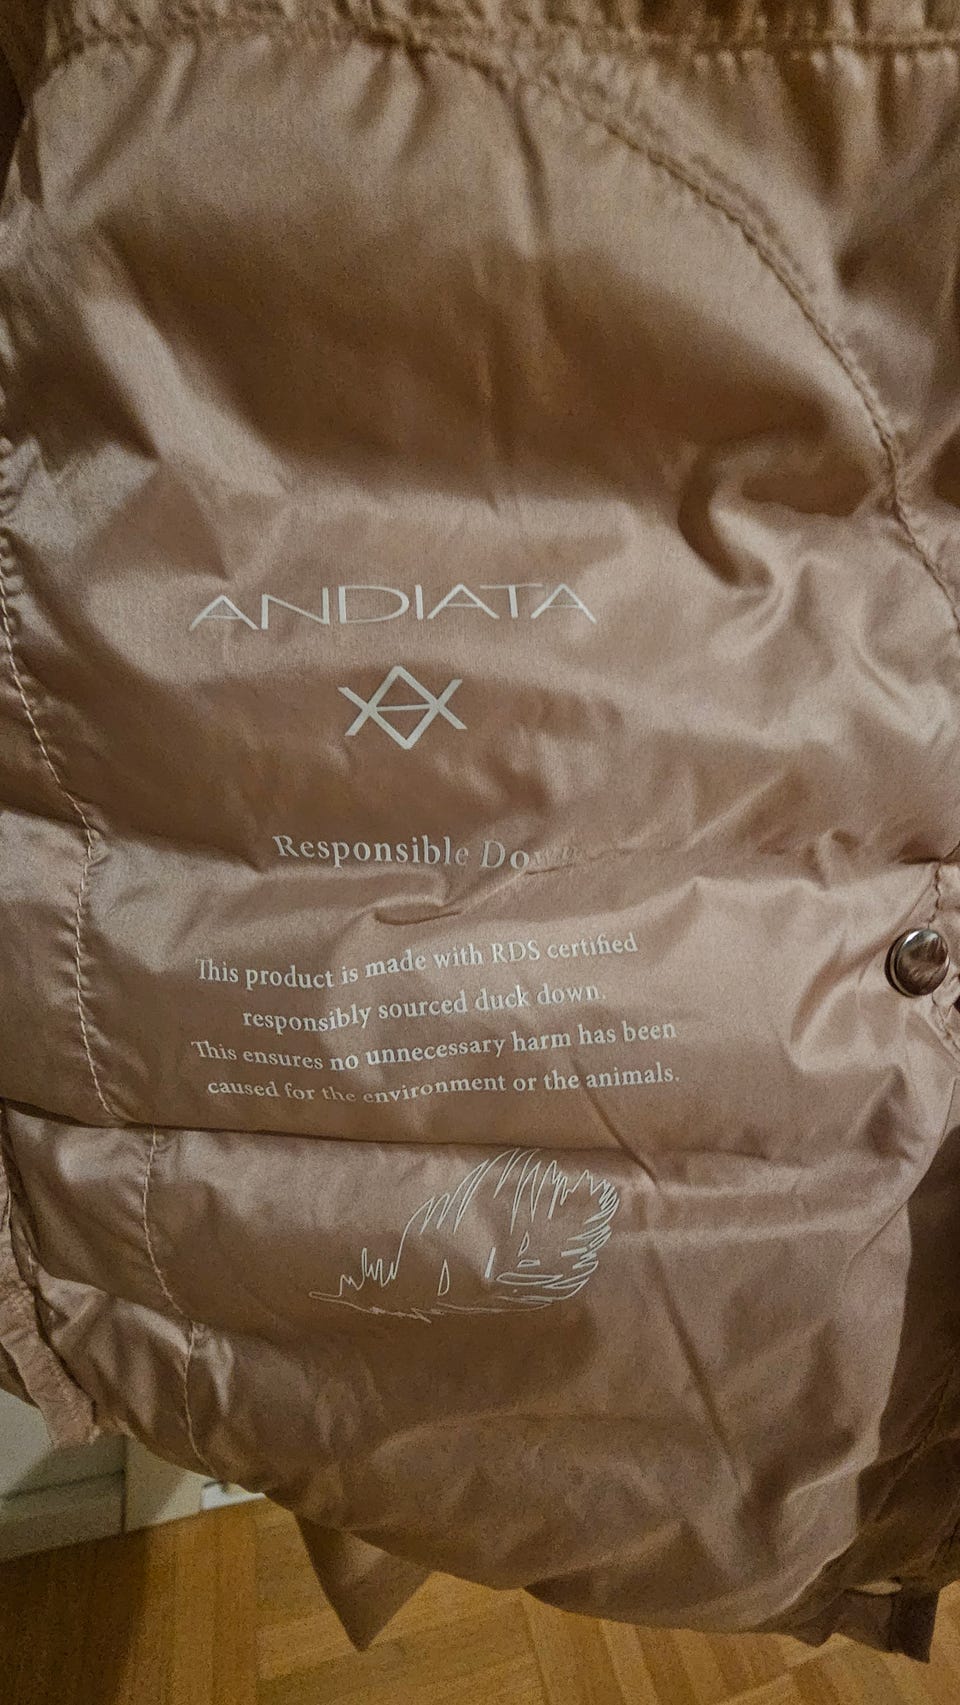 ANDIATA
Responsible Down
This product is made with RDS certified
responsibly sourced duck down.
This ensures no unnecessary harm has been
caused for the environment or the animals.